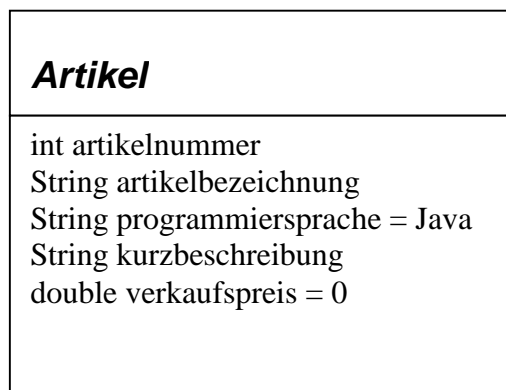 Artikel
int artikelnummer
String artikelbezeichnung
String programmiersprache = Java
String kurzbeschreibung
double verkaufspreis = 0